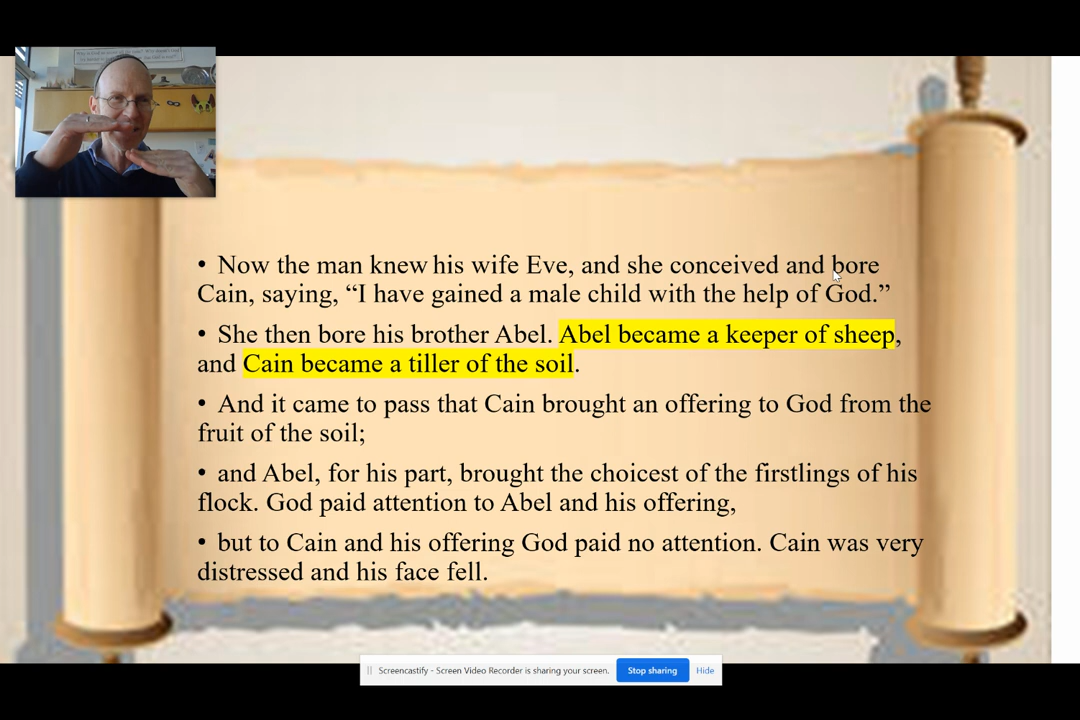 • Now the man knew his wife Eve, and she conceived and bore
Cain, saying, “I have gained a male child with the help of God.”
• She then bore his brother Abel. Abel became a keeper of sheep,
and Cain became a tiller of the soil.
• And it came to pass that Cain brought an offering to God from the
fruit of the soil;
• and Abel, for his part, brought the choicest of the firstlings of his
flock. God paid attention to Abel and his offering,
• but to Cain and his offering God paid no attention. Cain was very
distressed and his face fell.
Screencastify - Screen Video Recorder is sharing your screen. Stop sharing Hide